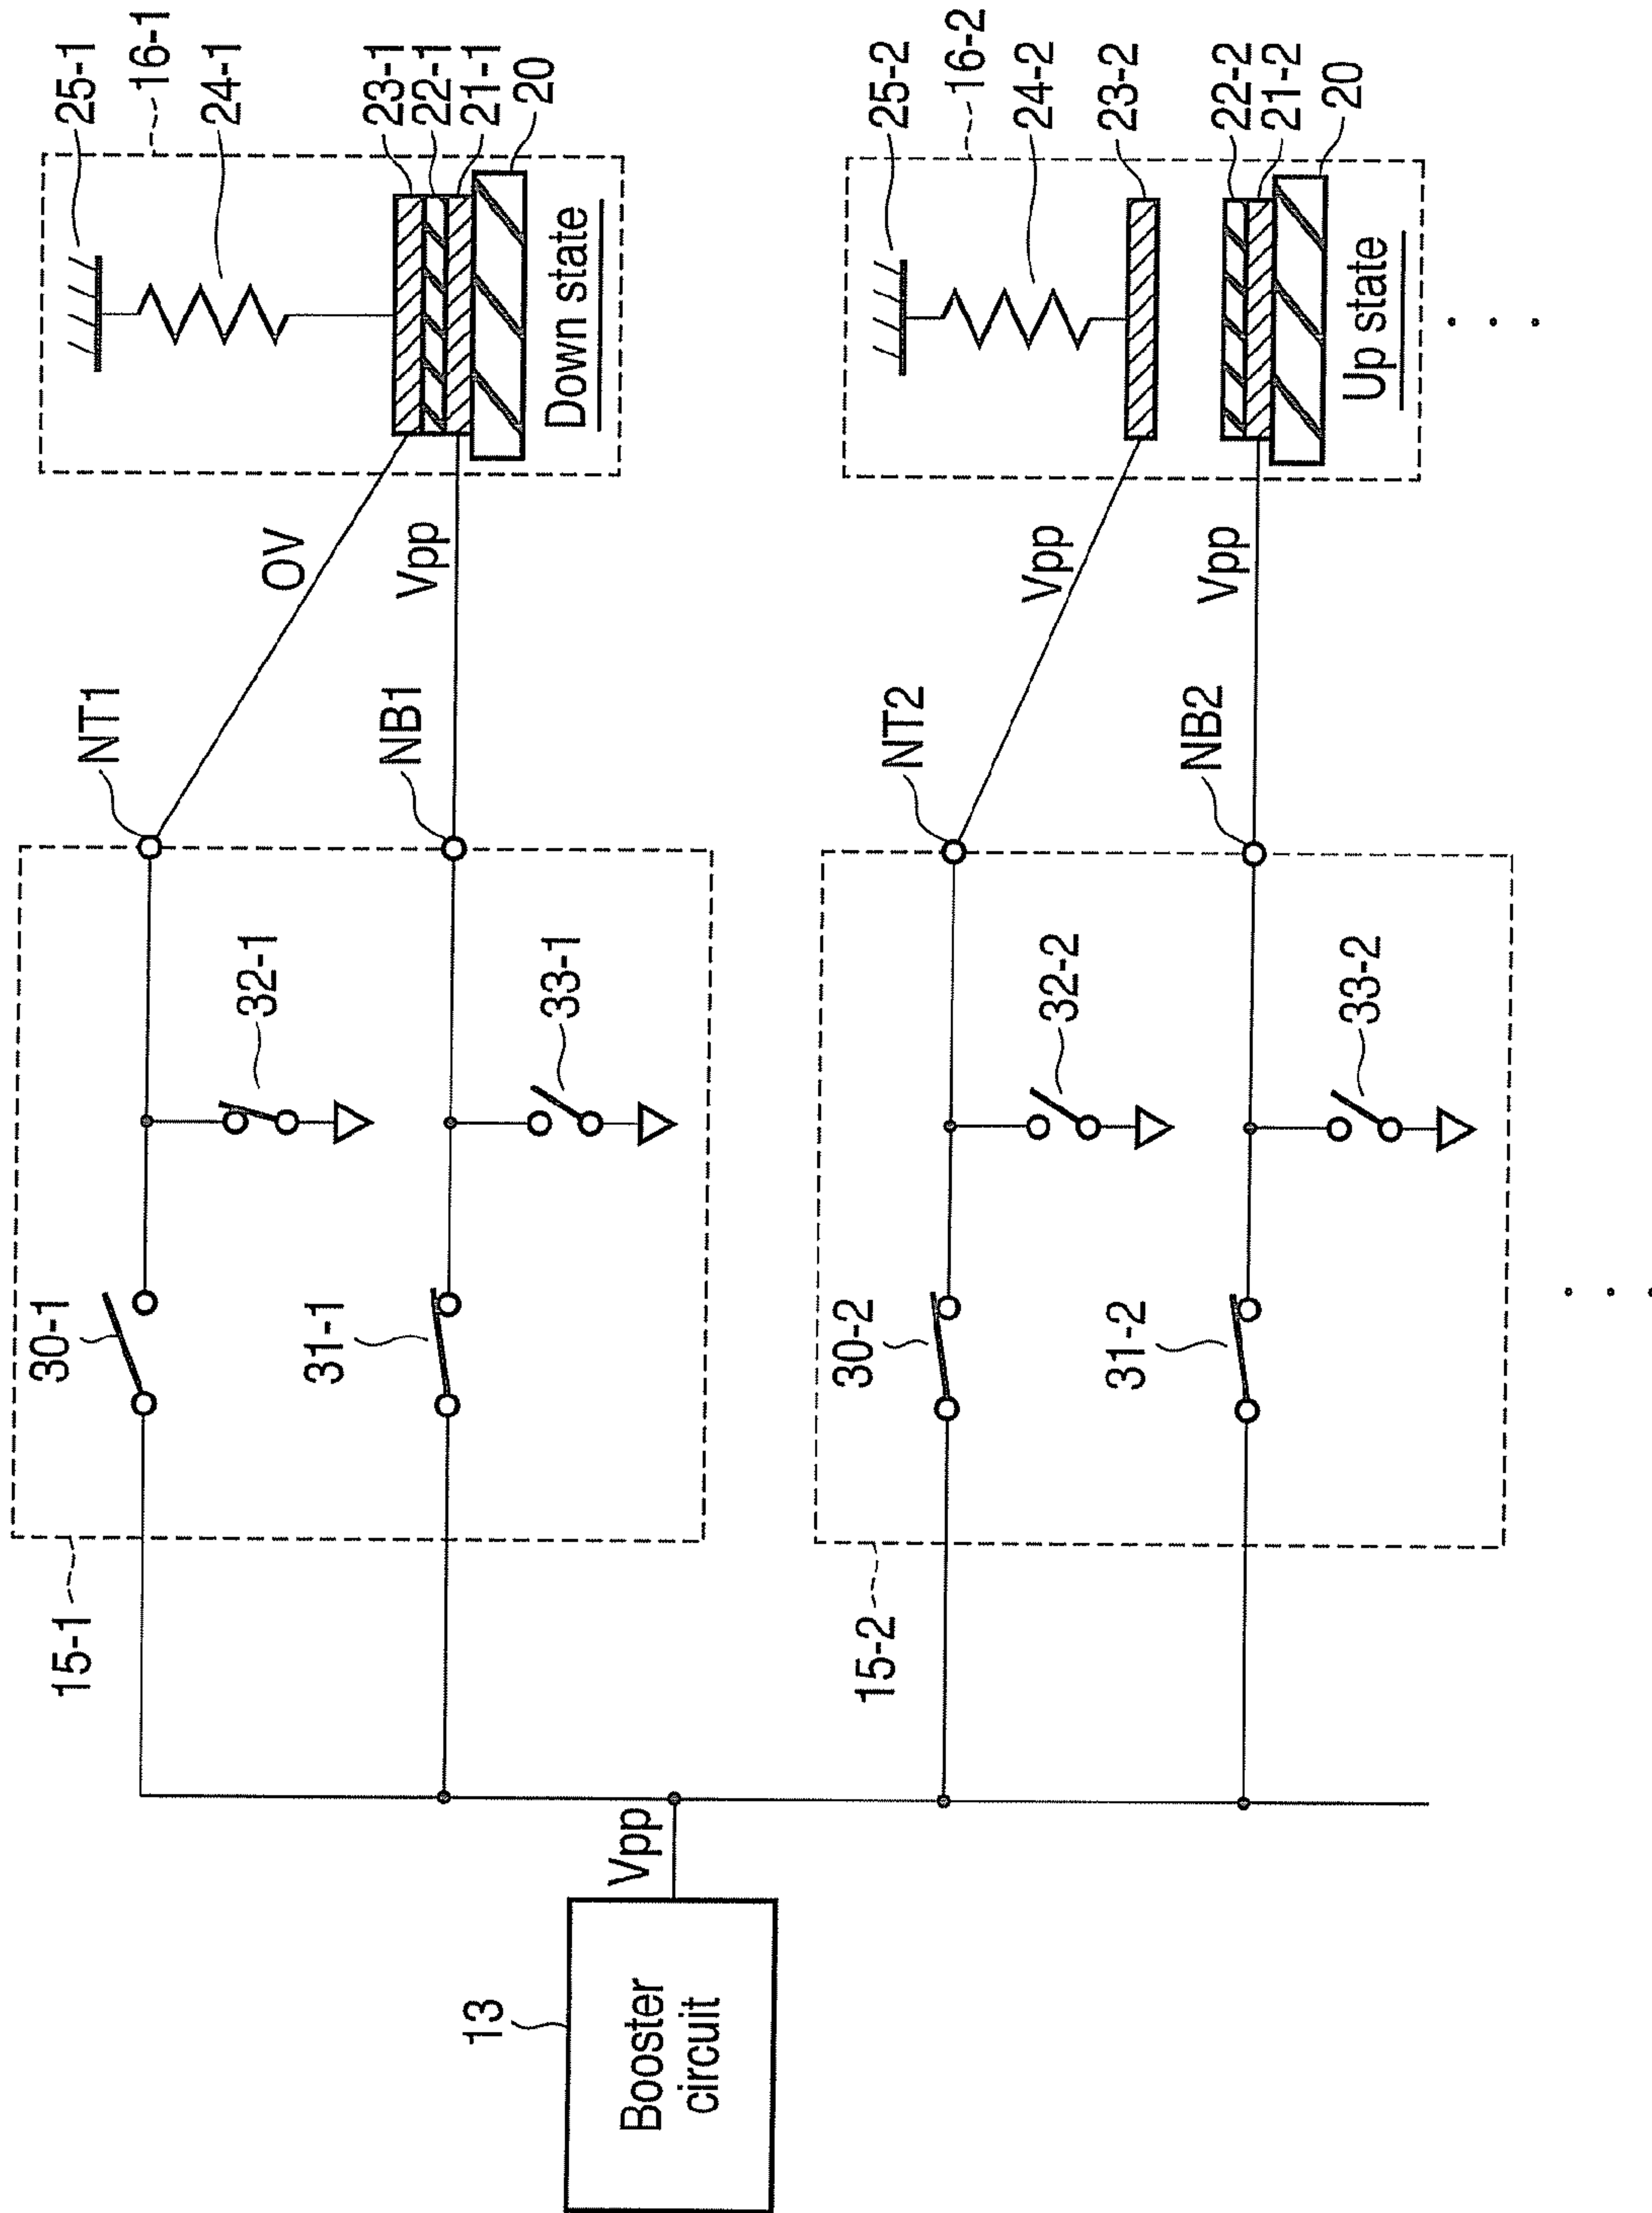 13
Booster
circuit
Vpp
15-1
30-1
31-1
32-1
33-1
NT1
NB1
0V
Vpp
25-1
16-1
24-1
23-1
22-1
21-1
20
Down state
15-2
30-2
31-2
32-2
33-2
NT2
NB2
Vpp
Vpp
25-2
16-2
24-2
23-2
22-2
21-2
20
Up state